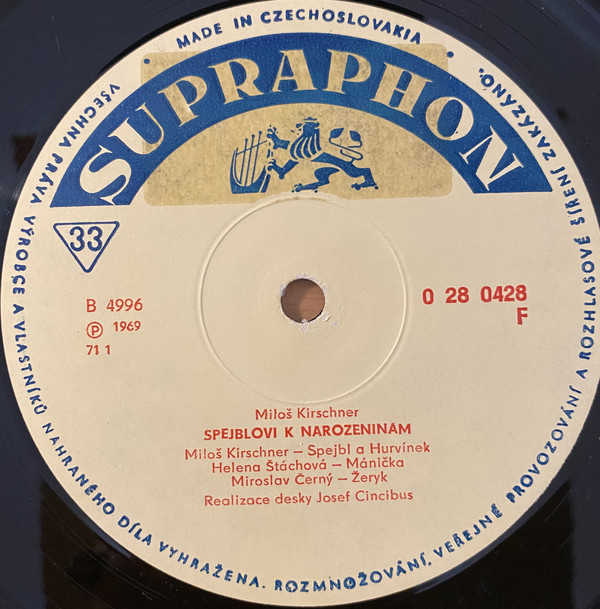 MADE IN CZECHOSLOVAKIA
SUPRAPHON
33
B 4996
Ⓟ 1969
71 1
0 28 0428
F
Miloš Kirschner
SPEJBLOVI K NAROZENINAM
Miloš Kirschner – Spejbl a Hurvínek
Helena Štáchová – Mánička
Miroslav Černý – Žeryk
Realizace desky Josef Cincibus
VŠECHNA PRÁVA VÝROBCE A VLASTNÍKŮ NAHRANÉHO DÍLA VYHRAŽENA. ROZMNOŽOVÁNÍ, VEŘEJNÉ PROVOZOVÁNÍ A ROZHLASOVÉ ŠÍŘENÍ ZAKÁZÁNO.